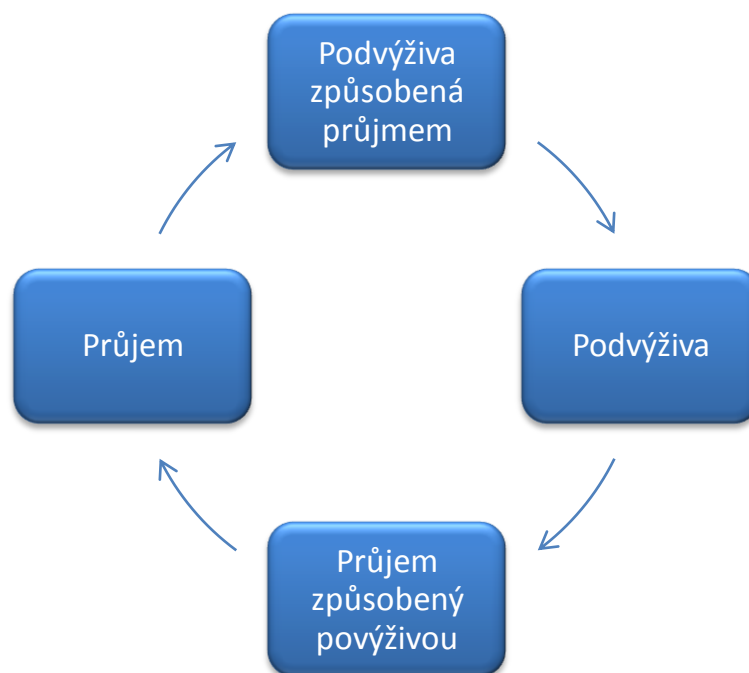 Podvýživa
způsobená
průjmem
Průjem
Podvýživa
Průjem
způsobený
povýživou